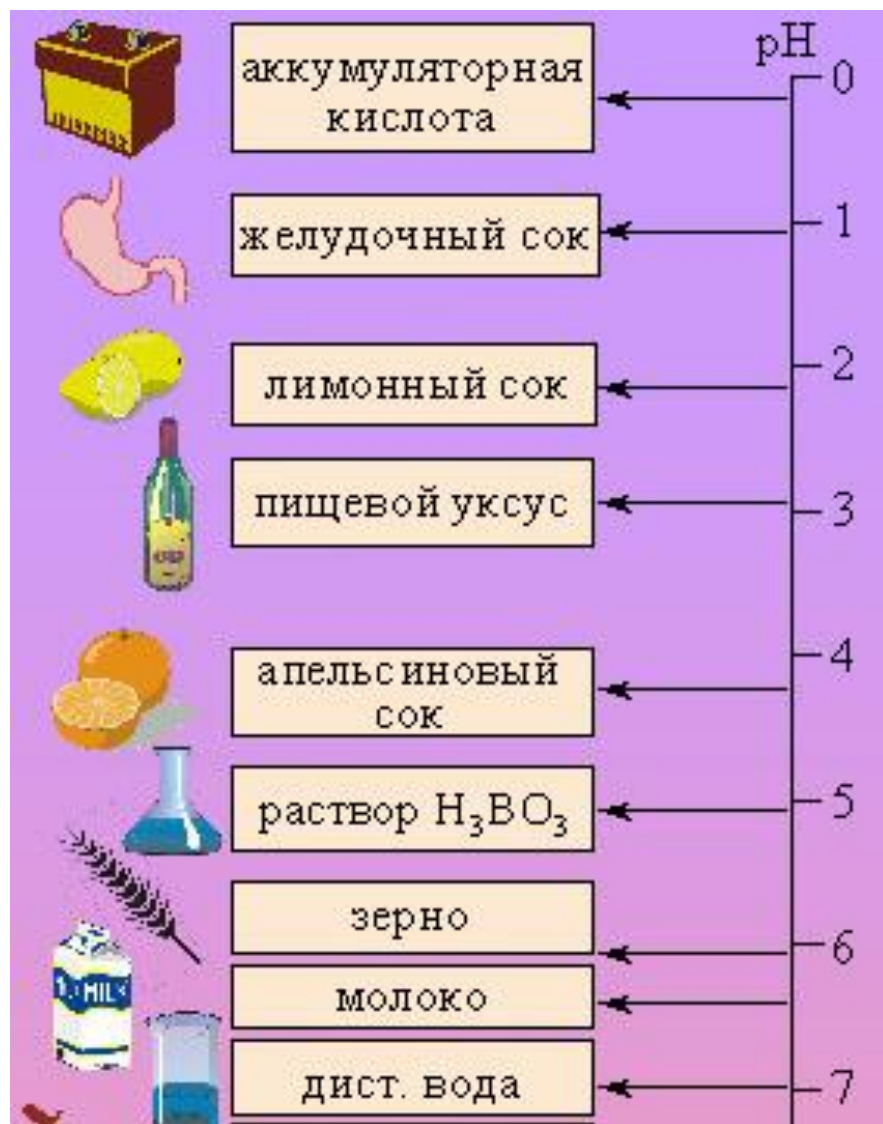 pH
аккумуляторная
кислота
0
желудочный сок
1
лимонный сок
2
пищевой уксус
3
апельсиновый
сок
4
раствор H₃BO₃
5
зерно
6
MILK
молоко
дист. вода
7